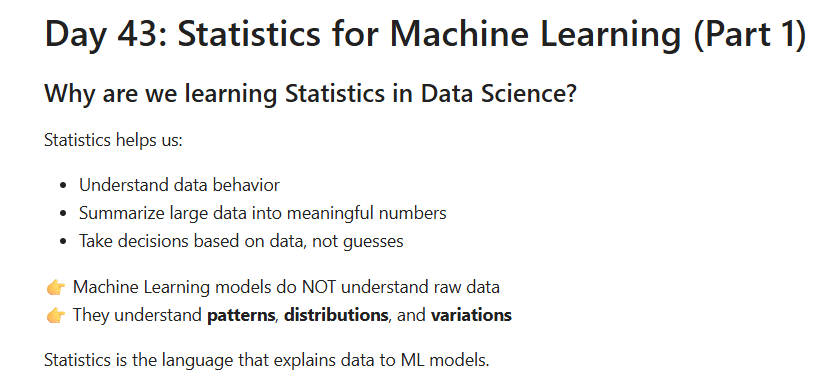 Day 43: Statistics for Machine Learning (Part 1)
Why are we learning Statistics in Data Science?
Statistics helps us:
• Understand data behavior
• Summarize large data into meaningful numbers
• Take decisions based on data, not guesses
👉 Machine Learning models do NOT understand raw data
👉 They understand patterns, distributions, and variations
Statistics is the language that explains data to ML models.